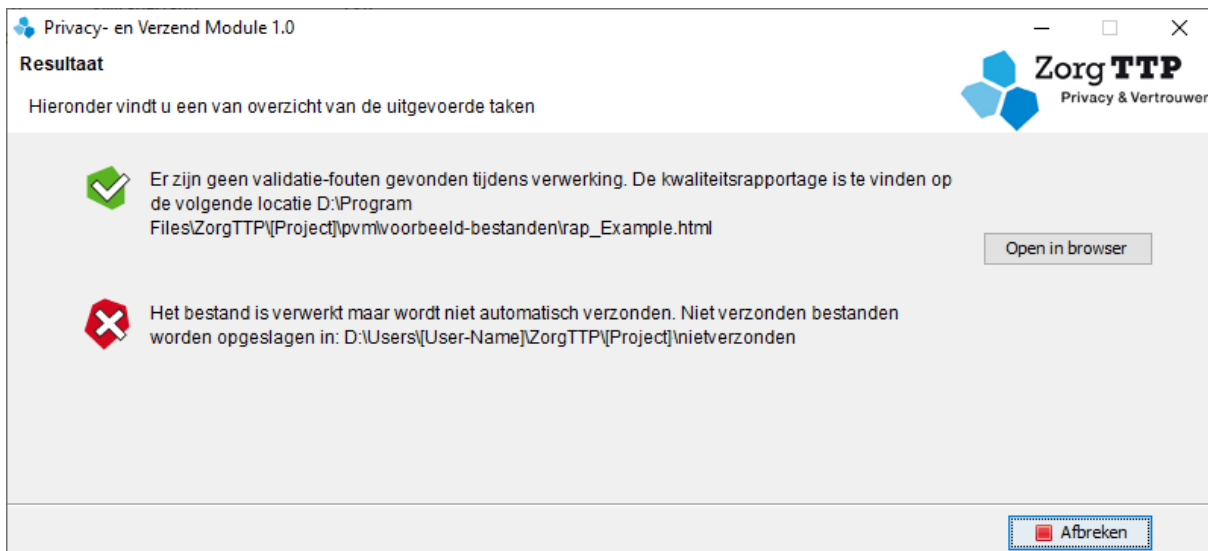 Privacy- en Verzend Module 1.0
Resultaat
Hieronder vindt u een van overzicht van de uitgevoerde taken
Zorg TTP
Privacy & Vertrouwen
Er zijn geen validatie-fouten gevonden tijdens verwerking. De kwaliteitsrapportage is te vinden op
de volgende locatie D:\Program
Files\ZorgTTP\[Project]\pvm\voorbeeld-bestanden\rap_Example.html
Open in browser
Het bestand is verwerkt maar wordt niet automatisch verzonden. Niet verzonden bestanden
worden opgeslagen in: D:\Users\[User-Name]\ZorgTTP\[Project]\nietverzonden
Afbreken